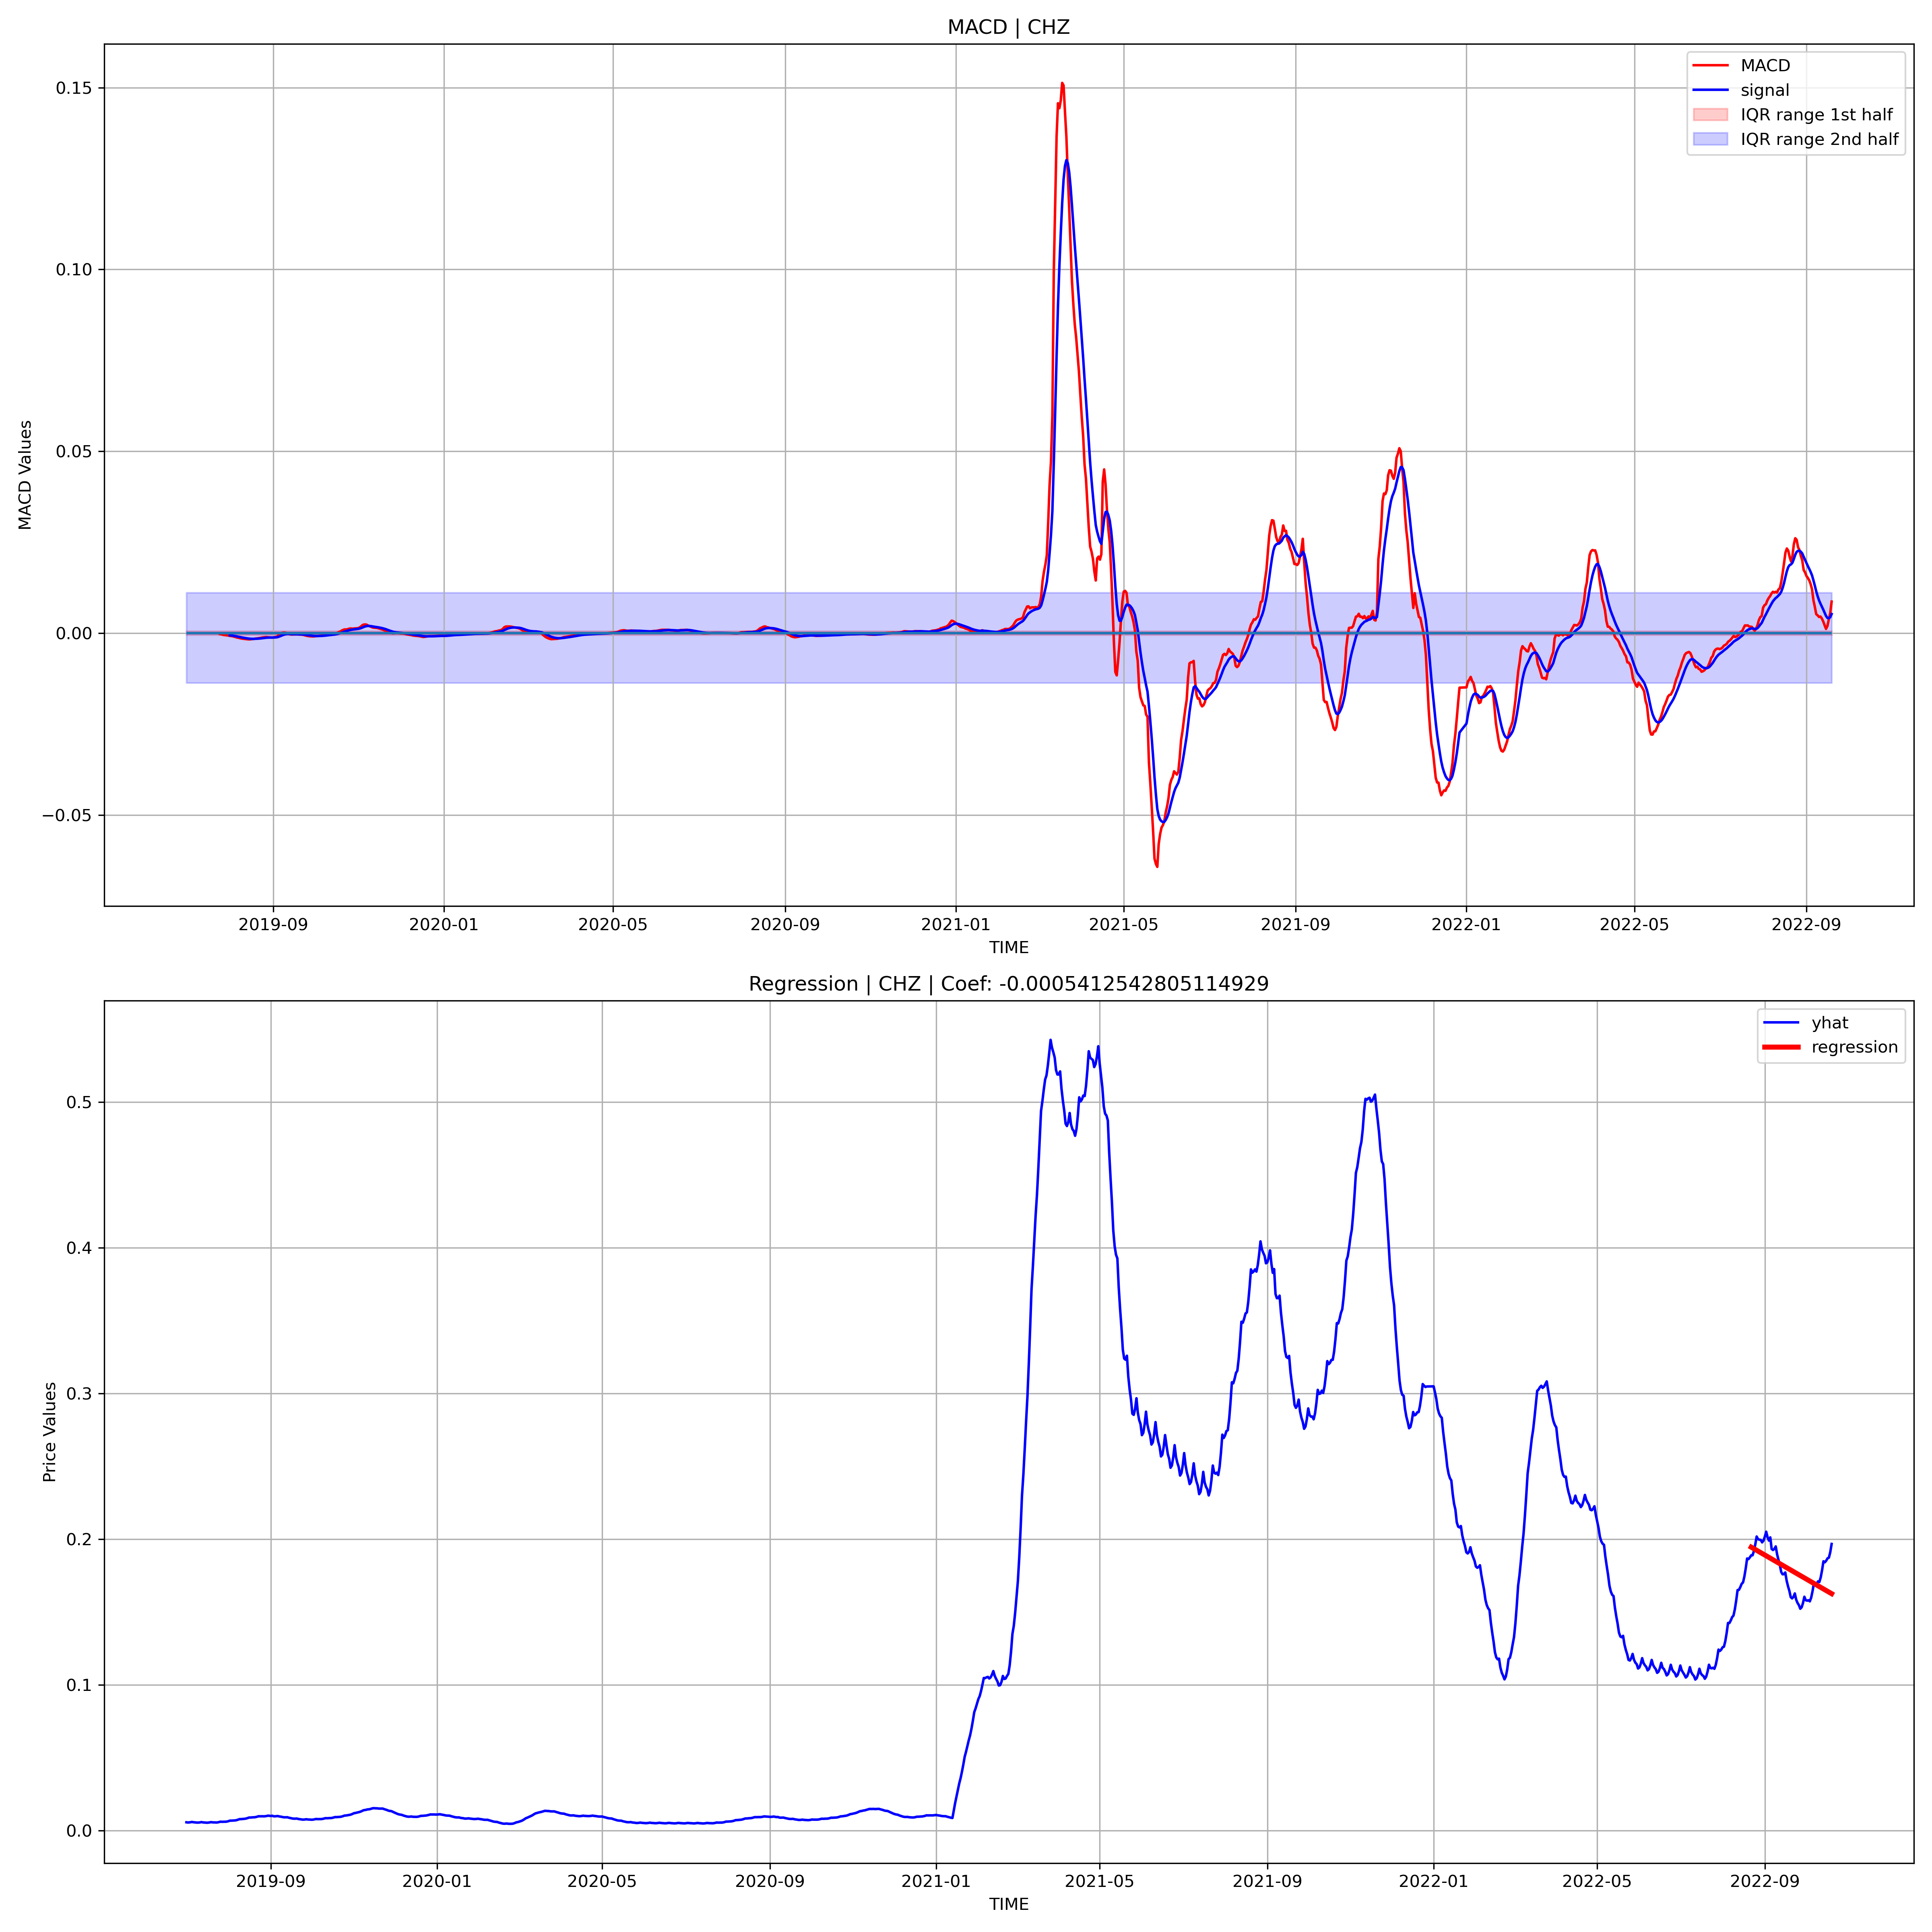 MACD | CHZ
MACD
signal
IQR range 1st half
IQR range 2nd half
0.15
0.10
0.05
0.00
−0.05
MACD Values
2019-09 2020-01 2020-05 2020-09 2021-01 2021-05 2021-09 2022-01 2022-05 2022-09
TIME
Regression | CHZ | Coef: -0.0005412542805114929
yhat
regression
0.5
0.4
0.3
0.2
0.1
0.0
Price Values
2019-09 2020-01 2020-05 2020-09 2021-01 2021-05 2021-09 2022-01 2022-05 2022-09
TIME